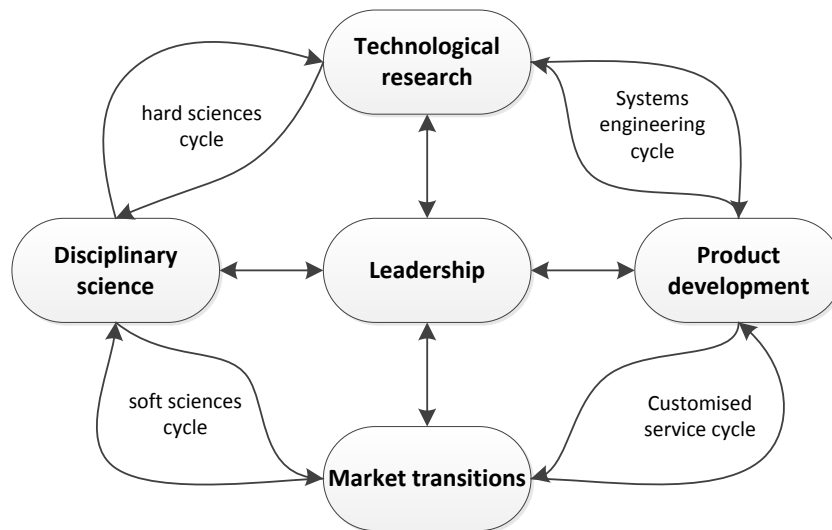 Technological
research
hard sciences
cycle
Systems
engineering
cycle
Disciplinary
science
Leadership
Product
development
soft sciences
cycle
Customised
service cycle
Market transitions